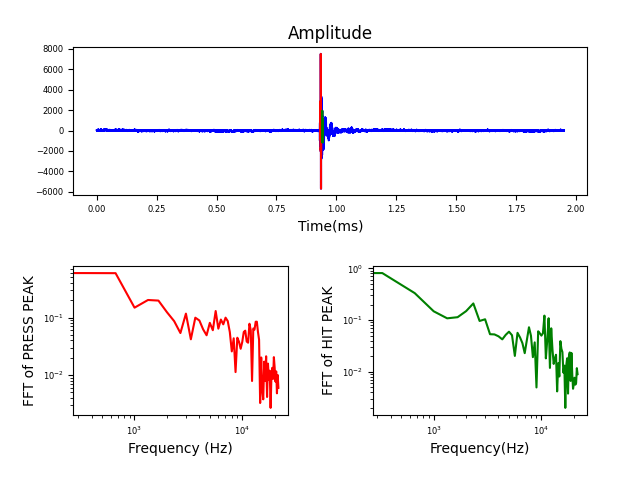 Amplitude
8000
6000
4000
2000
0
−2000
−4000
−6000
0.00 0.25 0.50 0.75 1.00 1.25 1.50 1.75 2.00
Time(ms)
FFT of PRESS PEAK
10⁻¹
10⁻²
10³ 10⁴
Frequency (Hz)
FFT of HIT PEAK
10⁰
10⁻¹
10⁻²
10³ 10⁴
Frequency(Hz)